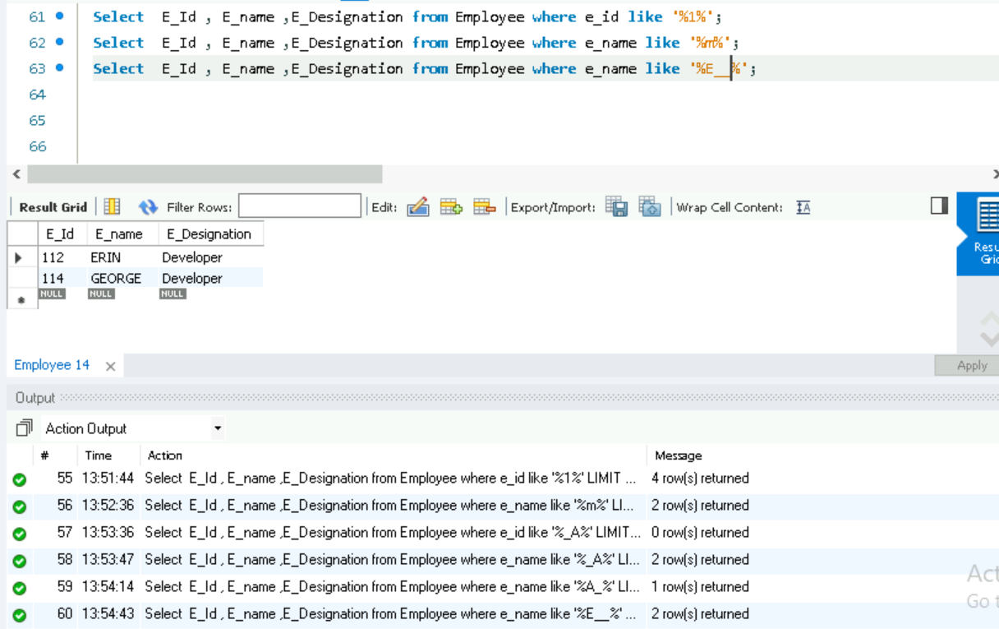 61 Select E_Id , E_name ,E_Designation from Employee where e_id like '%1%';
62 Select E_Id , E_name ,E_Designation from Employee where e_name like '%m%';
63 Select E_Id , E_name ,E_Designation from Employee where e_name like '%E__%';
64
65
66
Result Grid Filter Rows: Edit: Export/Import: Wrap Cell Content: IA
E_Id E_name E_Designation
112 ERIN Developer
114 GEORGE Developer
NULL NULL NULL
Resu
Grid
Employee 14 × Apply
Output
Action Output
# Time Action Message
55 13:51:44 Select E_Id , E_name ,E_Designation from Employee where e_id like '%1%' LIMIT ... 4 row(s) returned
56 13:52:36 Select E_Id , E_name ,E_Designation from Employee where e_name like '%m%' LI... 2 row(s) returned
57 13:53:36 Select E_Id , E_name ,E_Designation from Employee where e_id like '%_A%' LIMIT... 0 row(s) returned
58 13:53:47 Select E_Id , E_name ,E_Designation from Employee where e_name like '%_A%' LI... 2 row(s) returned
59 13:54:14 Select E_Id , E_name ,E_Designation from Employee where e_name like '%A_%' LI... 1 row(s) returned
60 13:54:43 Select E_Id , E_name ,E_Designation from Employee where e_name like '%E__%' ... 2 row(s) returned
Act
Go t